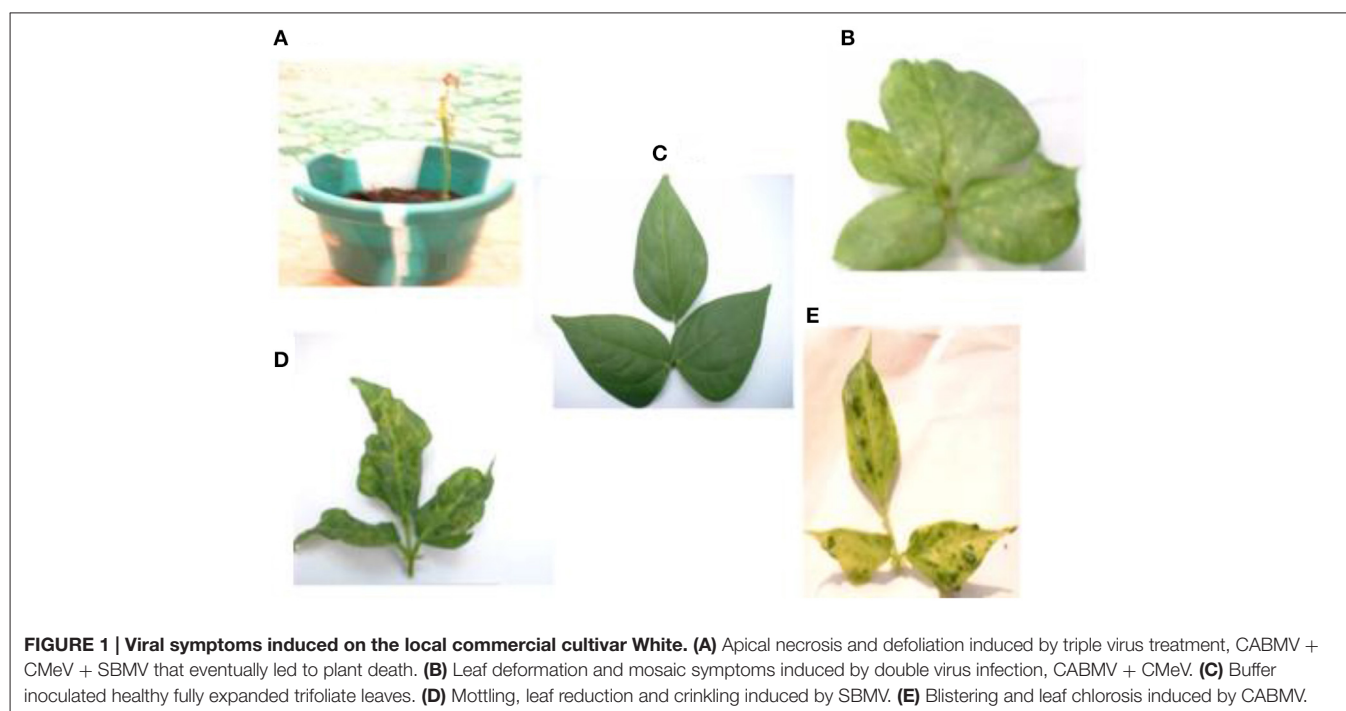 A
B
C
D
E
FIGURE 1 | Viral symptoms induced on the local commercial cultivar White. (A) Apical necrosis and defoliation induced by triple virus treatment, CABMV +
CMeV + SBMV that eventually led to plant death. (B) Leaf deformation and mosaic symptoms induced by double virus infection, CABMV + CMeV. (C) Buffer
inoculated healthy fully expanded trifoliate leaves. (D) Mottling, leaf reduction and crinkling induced by SBMV. (E) Blistering and leaf chlorosis induced by CABMV.